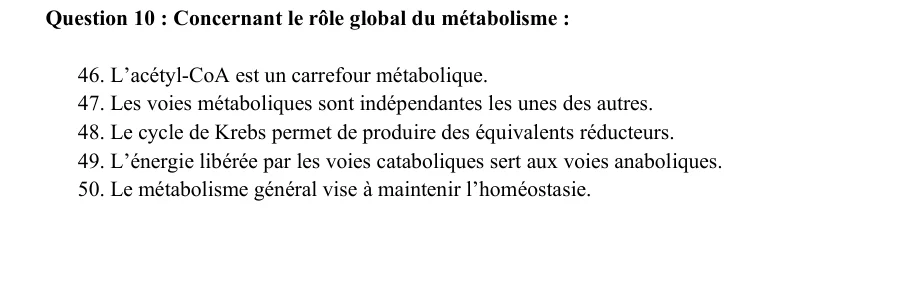 Question 10 : Concernant le rôle global du métabolisme :
46. L’acétyl-CoA est un carrefour métabolique.
47. Les voies métaboliques sont indépendantes les unes des autres.
48. Le cycle de Krebs permet de produire des équivalents réducteurs.
49. L’énergie libérée par les voies cataboliques sert aux voies anaboliques.
50. Le métabolisme général vise à maintenir l’homéostasie.